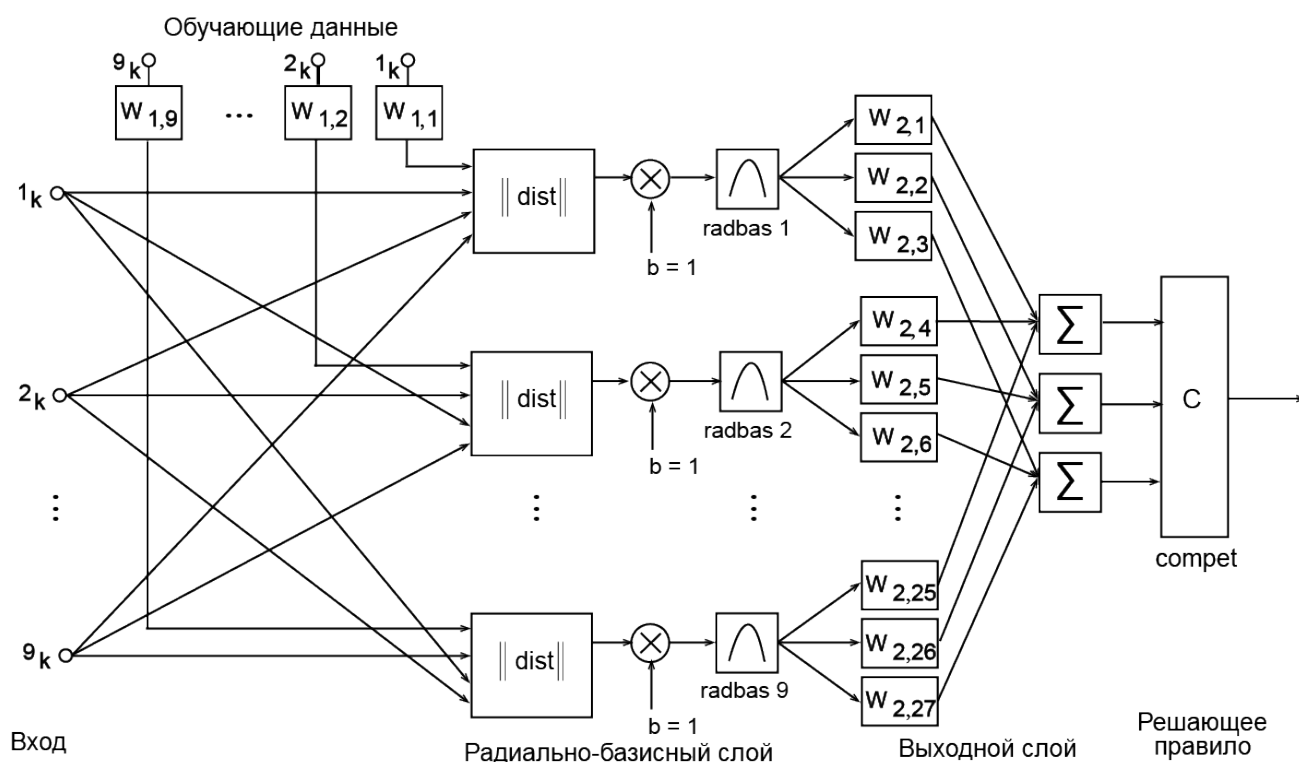 Обучающие данные
9k 2k 1k
W 1,9 ... W 1,2 W 1,1
W 2,1
1k || dist || W 2,2
radbas 1 W 2,3
b = 1
W 2,4
2k || dist || W 2,5
radbas 2 W 2,6
b = 1
Σ
Σ
Σ
C
compet
W 2,25
9k || dist || W 2,26
radbas 9 W 2,27
b = 1
Вход
Радиально-базисный слой
Выходной слой
Решающее
правило